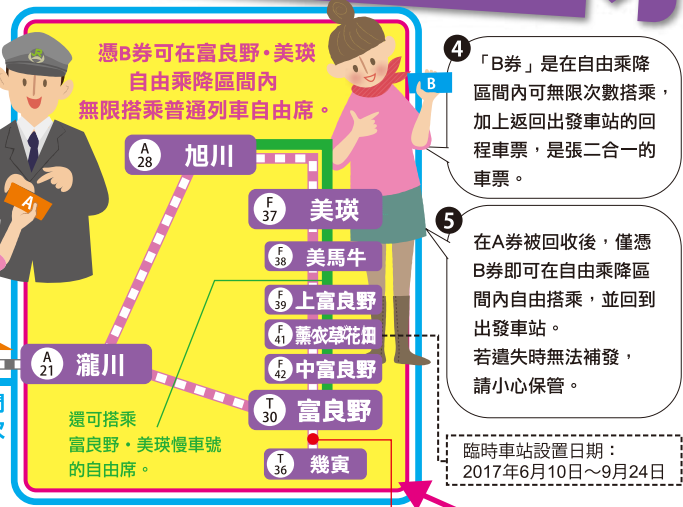 憑B券可在富良野・美瑛
自由乘降區間內
無限搭乘普通列車自由席。
B
A
A
28
旭川
F
37
美瑛
F
38
美馬牛
F
39
上富良野
F
41
薰衣草花畑
F
42
中富良野
A
21
瀧川
T
30
富良野
T
36
幾寅
還可搭乘
富良野・美瑛慢車號
的自由席。
4
「B券」是在自由乘降
區間內可無限次數搭乘，
加上返回出發車站的回
程車票，是張二合一的
車票。
5
在A券被回收後，僅憑
B券即可在自由乘降區
間內自由搭乘，並回到
出發車站。
若遺失時無法補發，
請小心保管。
臨時車站設置日期：
2017年6月10日～9月24日